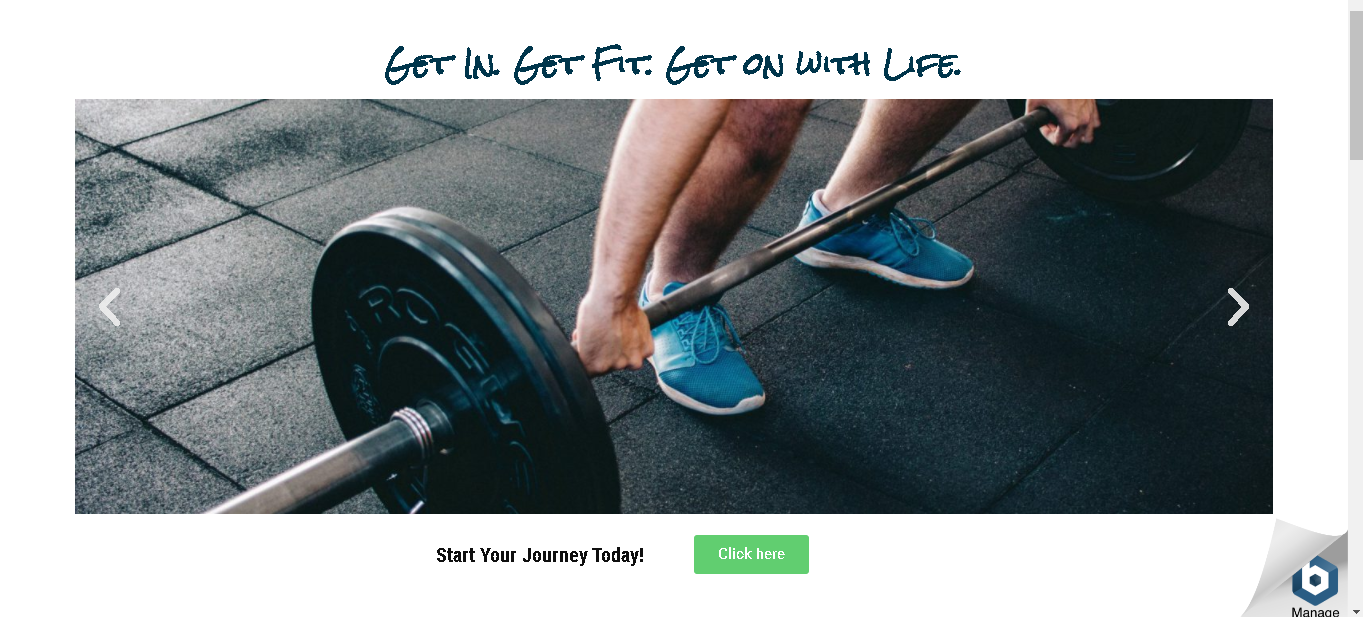 Get In. Get Fit. Get on with Life.
Start Your Journey Today!
Click here
Manage